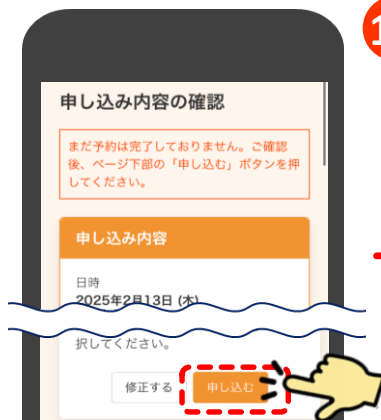 1
申し込み内容の確認
まだ予約は完了しておりません。ご確認
後、ページ下部の「申し込む」ボタンを押
してください。
申し込み内容
日時
2025年2月13日 (木)
択してください。
修正する
申し込む